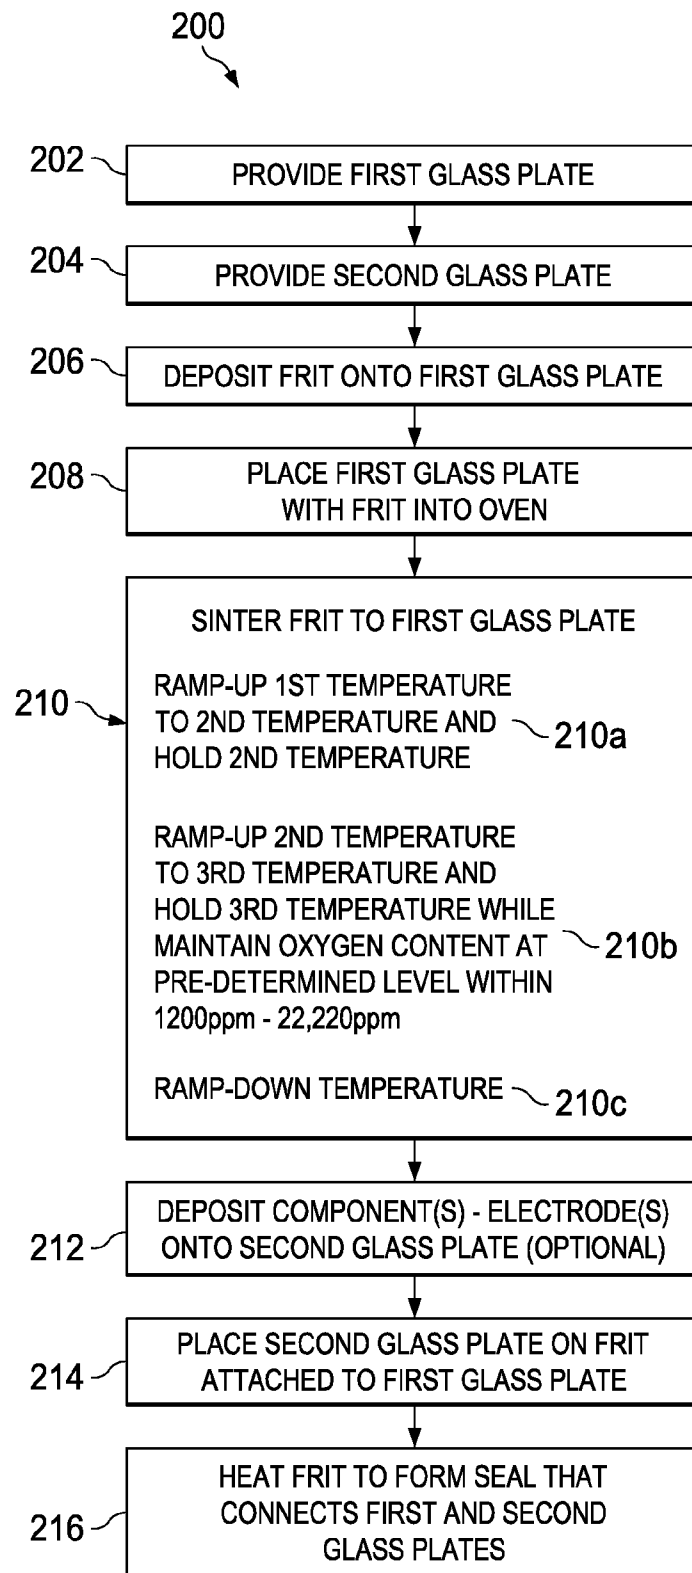 200
202
PROVIDE FIRST GLASS PLATE
204
PROVIDE SECOND GLASS PLATE
206
DEPOSIT FRIT ONTO FIRST GLASS PLATE
208
PLACE FIRST GLASS PLATE
WITH FRIT INTO OVEN
210
SINTER FRIT TO FIRST GLASS PLATE
RAMP-UP 1ST TEMPERATURE
TO 2ND TEMPERATURE AND
HOLD 2ND TEMPERATURE
210a
RAMP-UP 2ND TEMPERATURE
TO 3RD TEMPERATURE AND
HOLD 3RD TEMPERATURE WHILE
MAINTAIN OXYGEN CONTENT AT
PRE-DETERMINED LEVEL WITHIN
1200ppm - 22,220ppm
210b
RAMP-DOWN TEMPERATURE
210c
212
DEPOSIT COMPONENT(S) - ELECTRODE(S)
ONTO SECOND GLASS PLATE (OPTIONAL)
214
PLACE SECOND GLASS PLATE ON FRIT
ATTACHED TO FIRST GLASS PLATE
216
HEAT FRIT TO FORM SEAL THAT
CONNECTS FIRST AND SECOND
GLASS PLATES